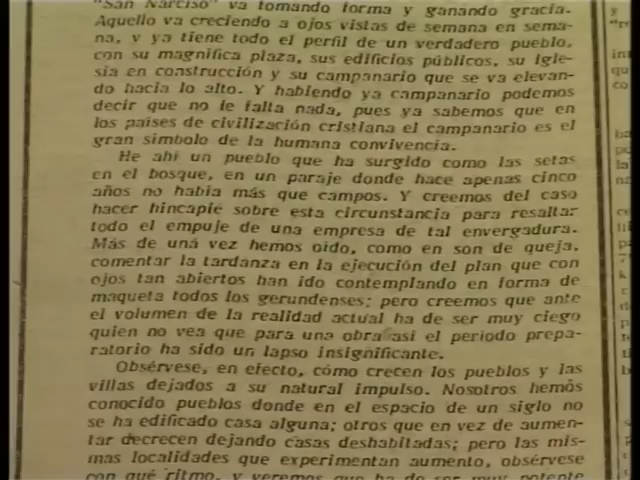 "San Narciso" va tomando forma y ganando gracia.
Aquello va creciendo a ojos vistas de semana en sema-
na, y ya tiene todo el perfil de un verdadero pueblo,
con su magnífica plaza, sus edificios públicos, su igle-
sia en construcción y su campanario que se va elevan-
do hacia lo alto. Y habiendo ya campanario podemos
decir que no le falta nada, pues ya sabemos que en
los países de civilización cristiana el campanario es el
gran símbolo de la humana convivencia.
He ahí un pueblo que ha surgido como las setas
en el bosque, en un paraje donde hace apenas cinco
años no había más que campos. Y creemos del caso
hacer hincapié sobre esta circunstancia para resaltar
todo el empuje de una empresa de tal envergadura.
Más de una vez hemos oído, como en son de queja,
comentar la tardanza en la ejecución del plan que con
ojos tan abiertos han ido contemplando en forma de
maqueta todos los gerundenses; pero creemos que ante
el volumen de la realidad actual ha de ser muy ciego
quien no vea que para una obra así el período prepa-
ratorio ha sido un lapso insignificante.
Obsérvese, en efecto, cómo crecen los pueblos y las
villas dejados a su natural impulso. Nosotros hemos
conocido pueblos donde en el espacio de un siglo no
se ha edificado casa alguna; otros que en vez de aumen-
tar decrecen dejando casas deshabitadas; pero las mis-
mas localidades que experimentan aumento, obsérvese
con qué ritmo, y veremos que ha de ser muy potente